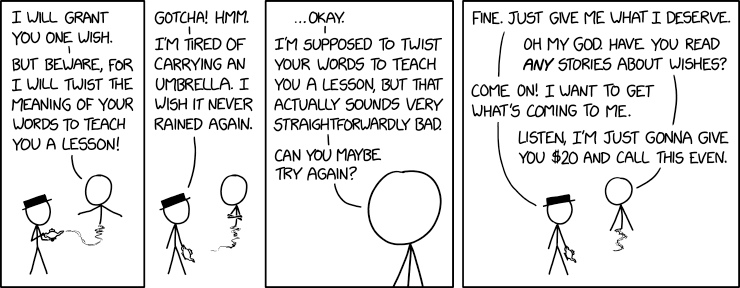 I WILL GRANT
YOU ONE WISH.
BUT BEWARE, FOR
I WILL TWIST THE
MEANING OF YOUR
WORDS TO TEACH
YOU A LESSON!
GOTCHA! HMM.
I'M TIRED OF
CARRYING AN
UMBRELLA. I
WISH IT NEVER
RAINED AGAIN.
...OKAY.
I'M SUPPOSED TO TWIST
YOUR WORDS TO TEACH
YOU A LESSON, BUT THAT
ACTUALLY SOUNDS VERY
STRAIGHTFORWARDLY BAD.
CAN YOU MAYBE
TRY AGAIN?
FINE. JUST GIVE ME WHAT I DESERVE.
OH MY GOD. HAVE YOU READ
ANY STORIES ABOUT WISHES?
COME ON! I WANT TO GET
WHAT'S COMING TO ME.
LISTEN, I'M JUST GONNA GIVE
YOU $20 AND CALL THIS EVEN.